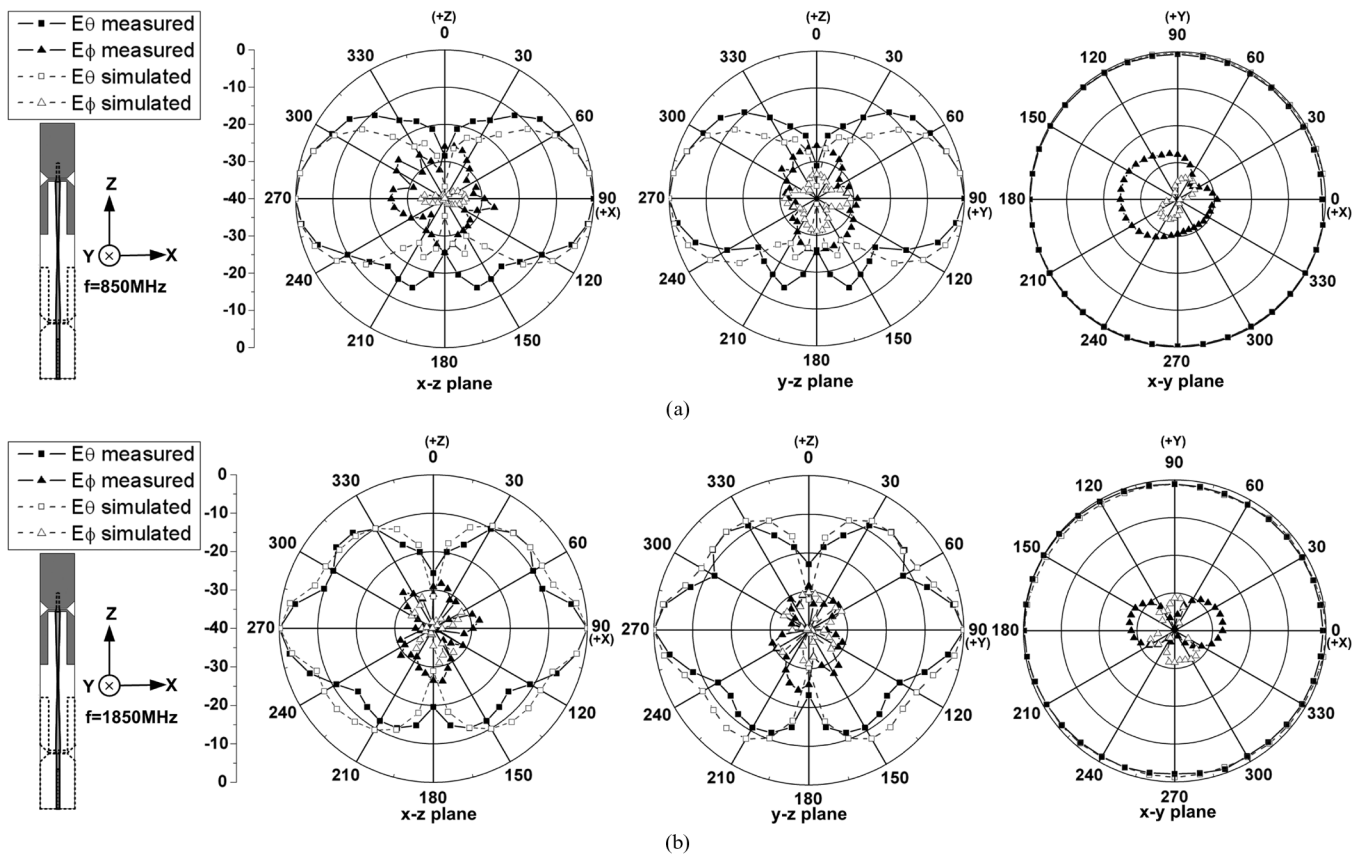 Eθ measured
Eϕ measured
Eθ simulated
Eϕ simulated
Z
Y X
f=850MHz
0
-10
-20
-30
-40
-30
-20
-10
0
(+Z)
0
330 30
300 60
270 90
(+X)
240 120
210 150
180
x-z plane
(+Z)
0
330 30
300 60
270 90
(+Y)
240 120
210 150
180
y-z plane
(+Y)
90
120 60
150 30
180 0
(+X)
210 330
240 300
270
x-y plane
(a)
Eθ measured
Eϕ measured
Eθ simulated
Eϕ simulated
Z
Y X
f=1850MHz
0
-10
-20
-30
-40
-30
-20
-10
0
(+Z)
0
330 30
300 60
270 90
(+X)
240 120
210 150
180
x-z plane
(+Z)
0
330 30
300 60
270 90
(+Y)
240 120
210 150
180
y-z plane
(+Y)
90
120 60
150 30
180 0
(+X)
210 330
240 300
270
x-y plane
(b)